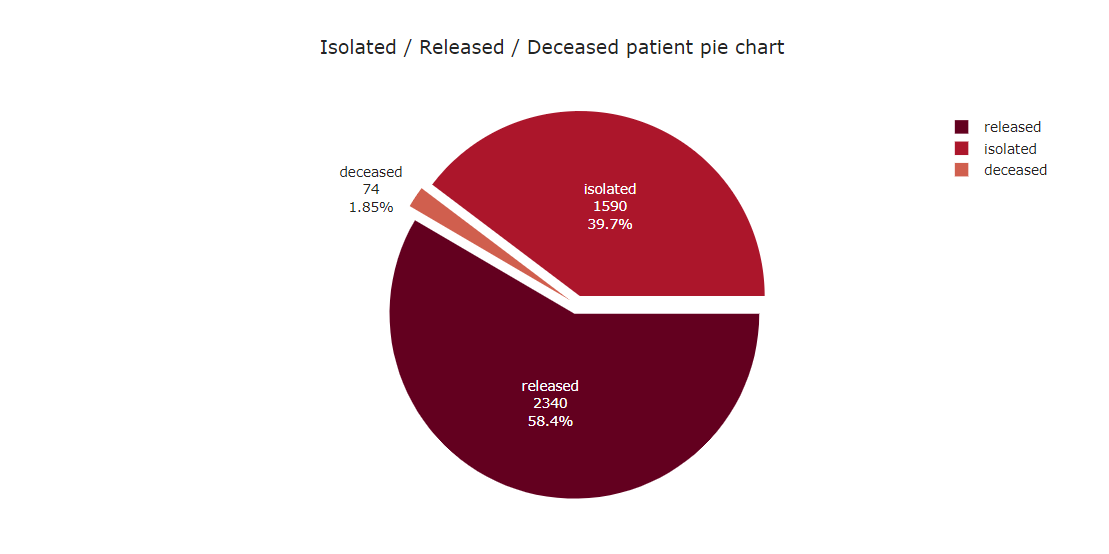 Isolated / Released / Deceased patient pie chart
released
isolated
deceased
deceased
74
1.85%
isolated
1590
39.7%
released
2340
58.4%